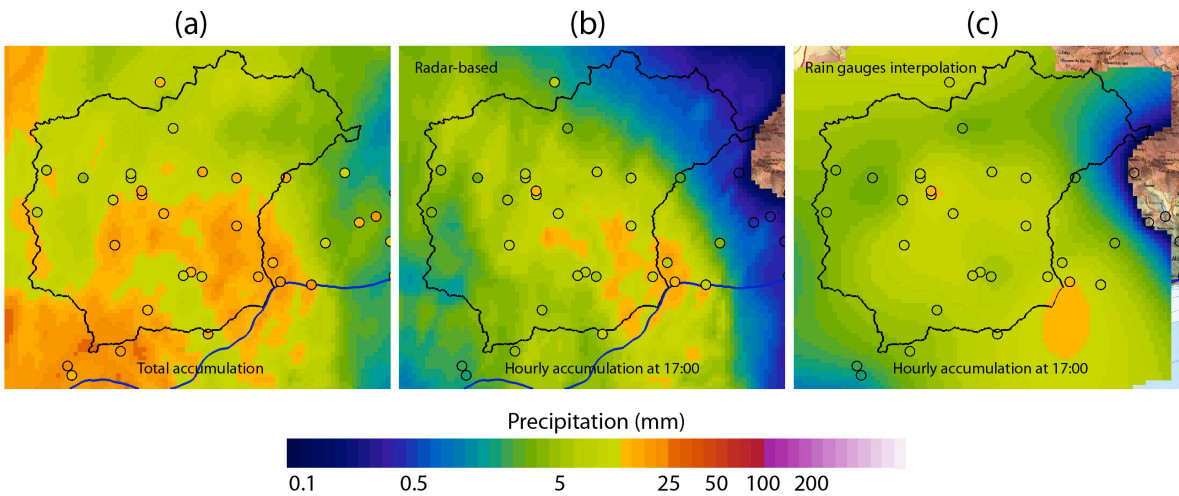 (a)
(b)
(c)
Radar-based
Rain gauges interpolation
Total accumulation
Hourly accumulation at 17:00
Hourly accumulation at 17:00
Precipitation (mm)
0.1 0.5 5 25 50 100 200